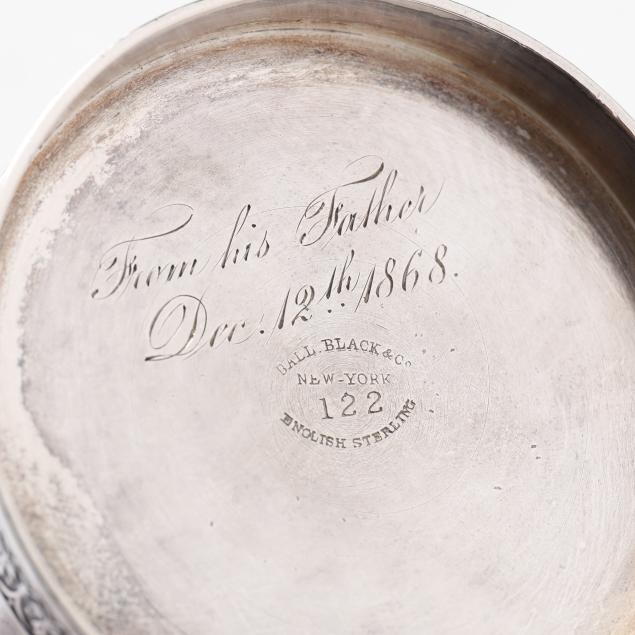 From his Father
Dec. 12th. 1868.
BALL, BLACK & Co.
NEW-YORK
122
ENGLISH STERLING